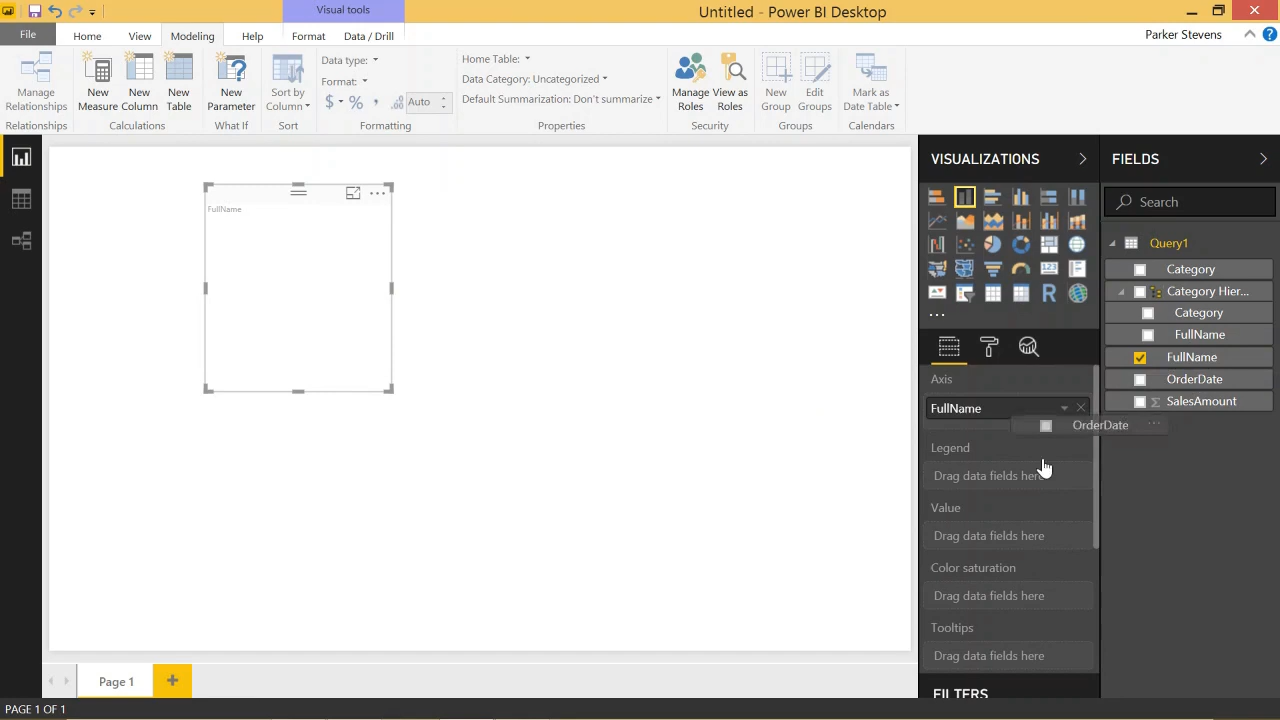 Visual tools
Untitled - Power BI Desktop
File
Home
View
Modeling
Help
Format
Data / Drill
Parker Stevens
Manage Relationships
Relationships
New Measure
New Column
New Table
Calculations
New Parameter
What If
Sort by Column
Sort
Data type:
Format:
$ % , Auto
Formatting
Home Table:
Data Category: Uncategorized
Default Summarization: Don't summarize
Properties
Manage Roles
View as Roles
Security
New Group
Edit Groups
Groups
Mark as Date Table
Calendars
FullName
VISUALIZATIONS
Axis
FullName
OrderDate
Legend
Drag data fields here
Value
Drag data fields here
Color saturation
Drag data fields here
Tooltips
Drag data fields here
FILTERS
FIELDS
Search
Query1
Category
Category Hier...
Category
FullName
FullName
OrderDate
SalesAmount
Page 1
PAGE 1 OF 1